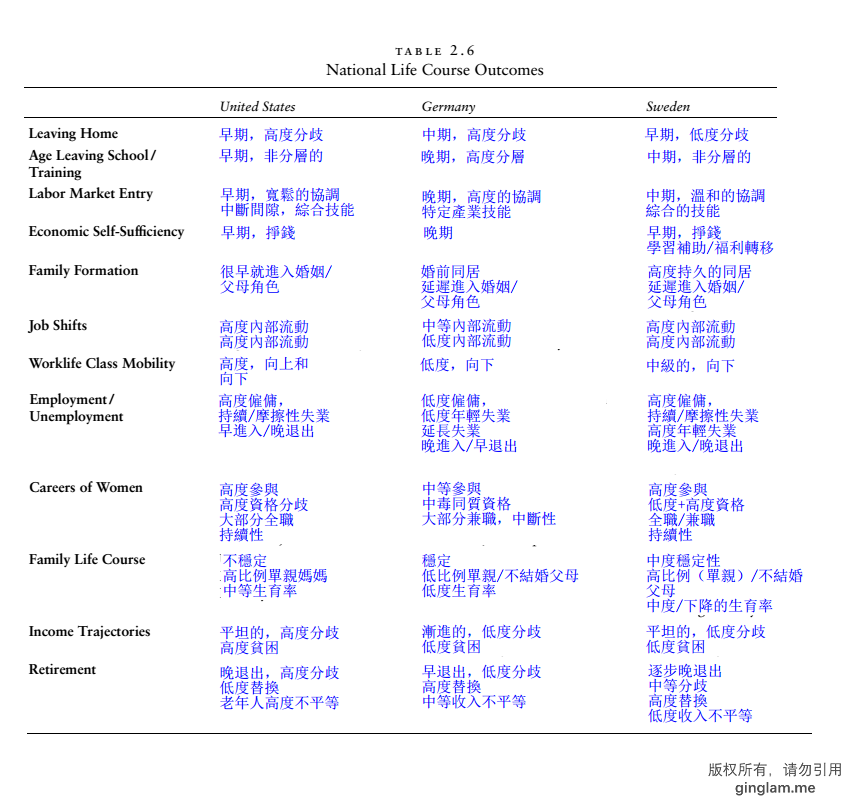 TABLE 2.6
National Life Course Outcomes
United States Germany Sweden
Leaving Home 早期，高度分歧 中期，高度分歧 早期，低度分歧
Age Leaving School/ 早期，非分層的 晚期，高度分層 中期，非分層的
Training
Labor Market Entry 早期，寬鬆的協調 晚期，高度的協調 中期，溫和的協調
中斷間隙，綜合技能 特定產業技能 綜合的技能
Economic Self-Sufficiency 早期，掙錢 晚期 早期，掙錢
學習補助/福利轉移
Family Formation 很早就進入婚姻/ 婚前同居 高度持久的同居
父母角色 延遲進入婚姻/ 延遲進入婚姻/
父母角色 父母角色
Job Shifts 高度內部流動 中等內部流動 高度內部流動
高度內部流動 低度內部流動 高度內部流動
Worklife Class Mobility 高度，向上和 低度，向下 中級的，向下
向下
Employment/ 高度僱傭， 低度僱傭， 高度僱傭，
Unemployment 持續/摩擦性失業 低度年輕失業 持續/摩擦性失業
早進入/晚退出 延長失業 高度年輕失業
晚進入/早退出 晚進入/晚退出
Careers of Women 高度參與 中等參與 高度參與
高度資格分歧 中毒同質資格 低度+高度資格
大部分全職 大部分兼職，中斷性 全職/兼職
持續性 持續性
Family Life Course 不穩定 穩定 中度穩定性
高比例單親媽媽 低比例單親/不結婚父母 高比例（單親）/不結婚
中等生育率 低度生育率 父母
中度/下降的生育率
Income Trajectories 平坦的，高度分歧 漸進的，低度分歧 平坦的，低度分歧
高度貧困 低度貧困 低度貧困
Retirement 晚退出，高度分歧 早退出，低度分歧 逐步晚退出
低度替換 高度替換 中等分歧
老年人高度不平等 中等收入不平等 高度替換
低度收入不平等
版权所有，请勿引用
ginglam.me